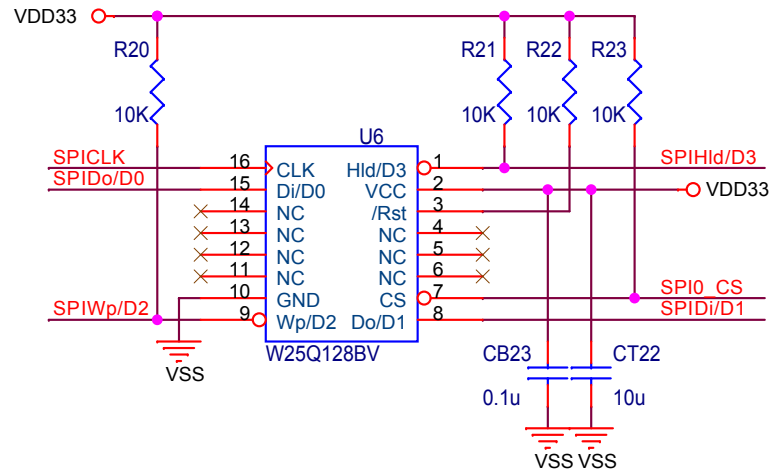 VDD33
R20
R21
R22
R23
10K
10K
10K
10K
U6
SPICLK
16
CLK
Hld/D3
1
SPIHld/D3
SPIDo/D0
15
Di/D0
VCC
2
VDD33
14
NC
/Rst
3
13
NC
NC
4
12
NC
NC
5
11
NC
NC
6
10
GND
CS
7
SPI0_CS
SPIWp/D2
9
Wp/D2
Do/D1
8
SPIDi/D1
W25Q128BV
VSS
CB23
CT22
0.1u
10u
VSS
VSS